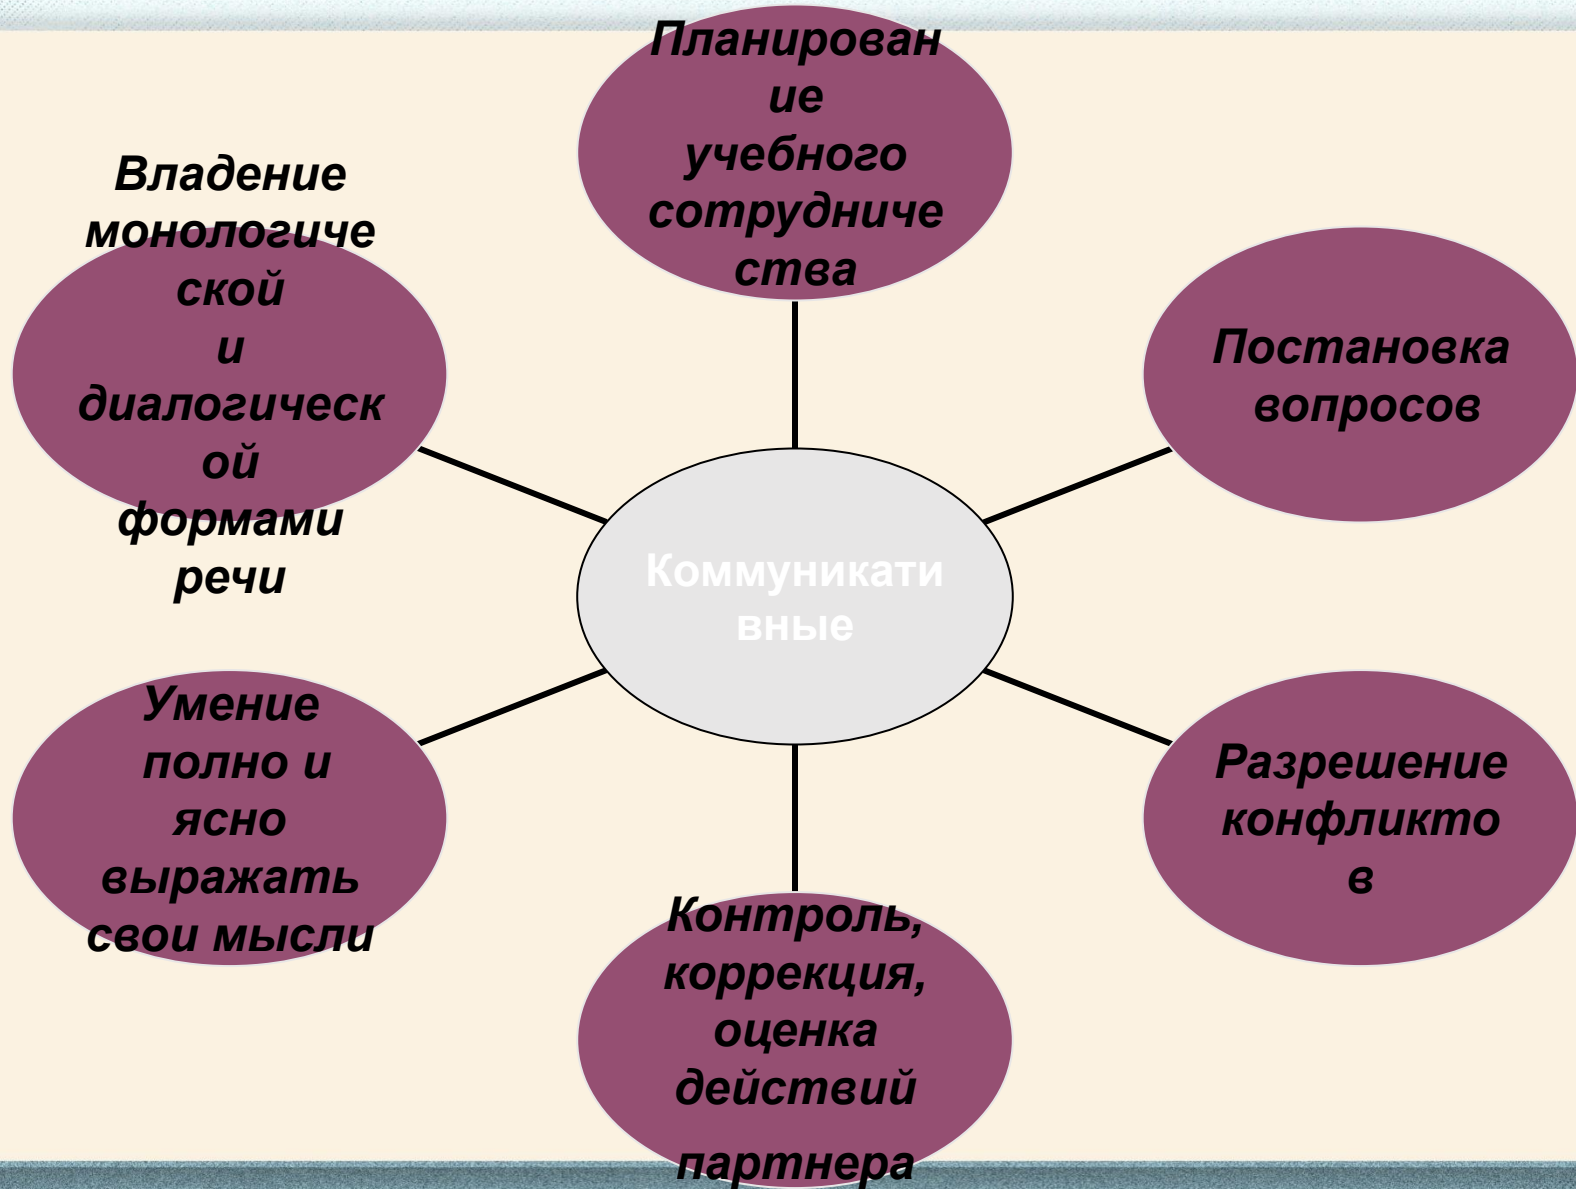 Планирован
ие
учебного
сотрудниче
ства
Постановка
вопросов
Разрешение
конфликто
в
Контроль,
коррекция,
оценка
действий
партнера
Умение
полно и
ясно
выражать
свои мысли
Владение
монологиче
ской
и
диалогическ
ой
формами
речи
Коммуникати
вные